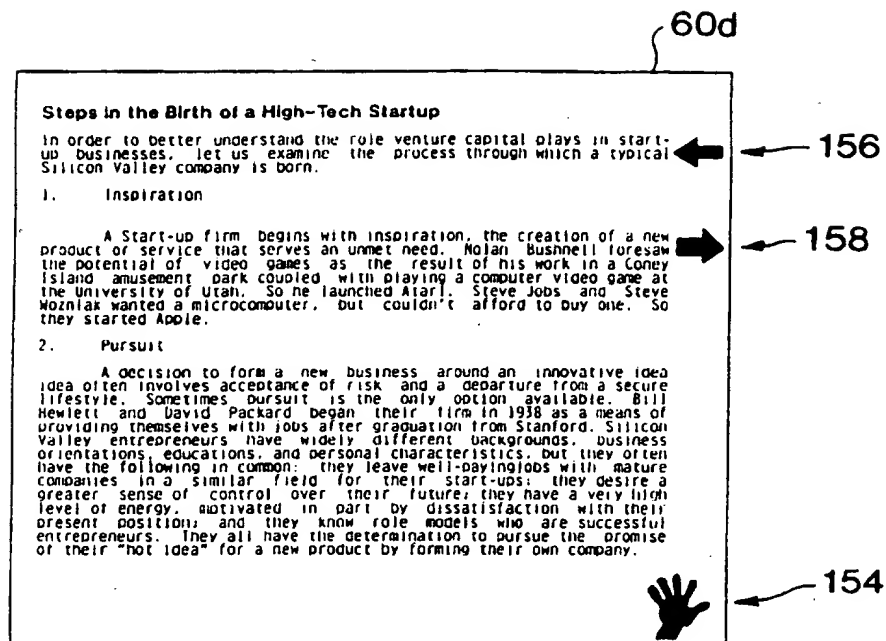 60d
Steps in the Birth of a High-Tech Startup
In order to better understand the role venture capital plays in start-
up businesses, let us examine the process through which a typical
Silicon Valley company is born.
156
1. Inspiration
A Start-up firm begins with inspiration, the creation of a new
product or service that serves an unmet need. Nolan Bushnell foresaw
158
the potential of video games as the result of his work in a Coney
Island amusement park coupled with playing a computer video game at
the University of Utah. So he launched Atari. Steve Jobs and Steve
Wozniak wanted a microcomputer, but couldn't afford to buy one. So
they started Apple.
2. Pursuit
A decision to form a new business around an innovative idea
idea often involves acceptance of risk and a departure from a secure
lifestyle. Sometimes pursuit is the only option available. Bill
Hewlett and David Packard began their firm in 1938 as a means of
providing themselves with jobs after graduation from Stanford. Silicon
Valley entrepreneurs have widely different backgrounds, business
orientations, educations, and personal characteristics, but they often
have the following in common: they leave well-payingjobs with mature
companies in a similar field for their start-ups; they desire a
greater sense of control over their future; they have a very high
level of energy, motivated in part by dissatisfaction with their
present position; and they know role models who are successful
entrepreneurs. They all have the determination to pursue the promise
of their "hot idea" for a new product by forming their own company.
154